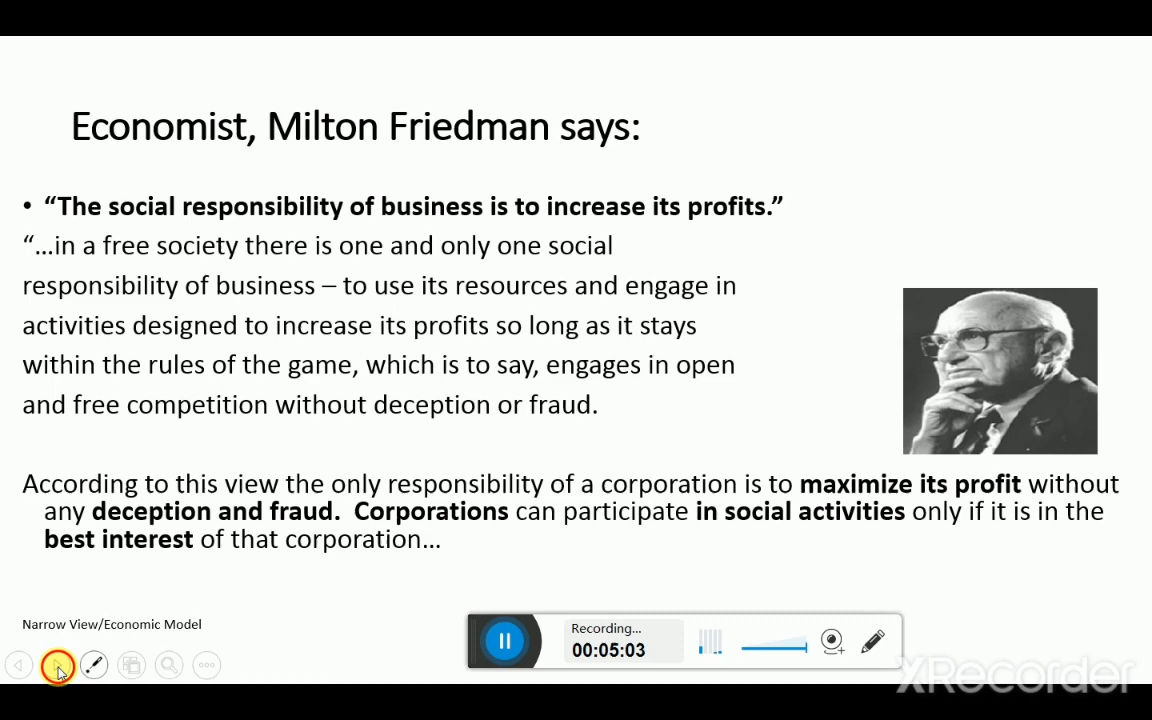 Economist, Milton Friedman says:
• “The social responsibility of business is to increase its profits.”
“…in a free society there is one and only one social
responsibility of business – to use its resources and engage in
activities designed to increase its profits so long as it stays
within the rules of the game, which is to say, engages in open
and free competition without deception or fraud.
According to this view the only responsibility of a corporation is to maximize its profit without
any deception and fraud. Corporations can participate in social activities only if it is in the
best interest of that corporation…
Narrow View/Economic Model
Recording...
00:05:03
XRecorder